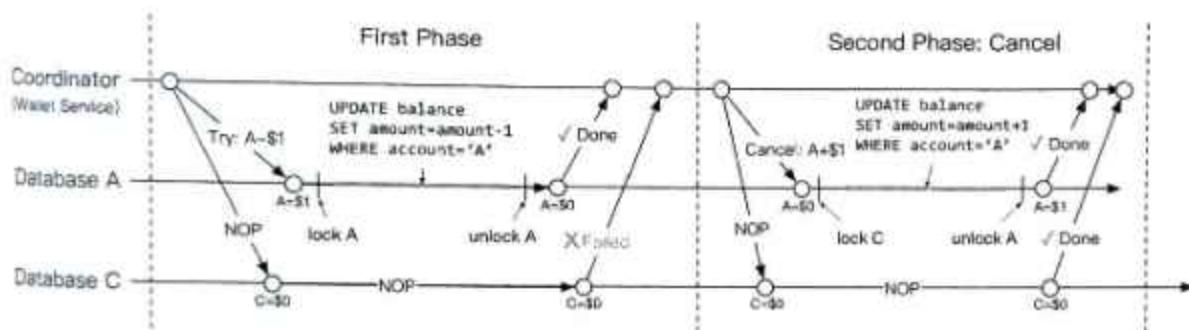 First Phase
Second Phase: Cancel
Coordinator
(Wallet Service)
UPDATE balance
SET amount=amount-1
WHERE account='A'
Try: A-$1
✓ Done
UPDATE balance
SET amount=amount+1
WHERE account='A'
Cancel: A+$1
✓ Done
Database A
A=$1
A=$0
A=$0
A=$1
lock A
unlock A
lock C
unlock A
NOP
X Failed
NOP
✓ Done
Database C
NOP
NOP
C=$0
C=$0
C=$0
C=$0